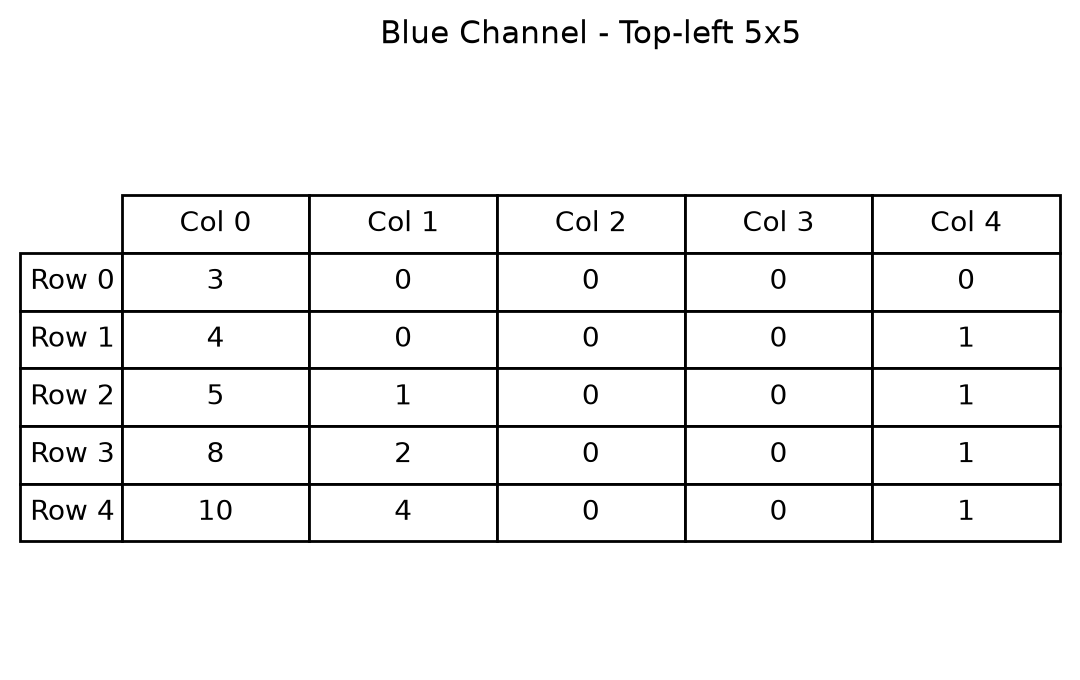 Blue Channel - Top-left 5x5
Col 0 Col 1 Col 2 Col 3 Col 4
Row 0 3 0 0 0 0
Row 1 4 0 0 0 1
Row 2 5 1 0 0 1
Row 3 8 2 0 0 1
Row 4 10 4 0 0 1